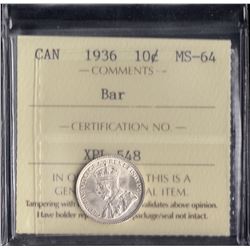 CAN 1936 10¢ MS-64
— COMMENTS —
Bar
— CERTIFICATION NO. —
XPL 548
IN THIS IS A
GEN AL ITEM.
Tampering with validates above opinion.
Have holder rep package/seal not intact.